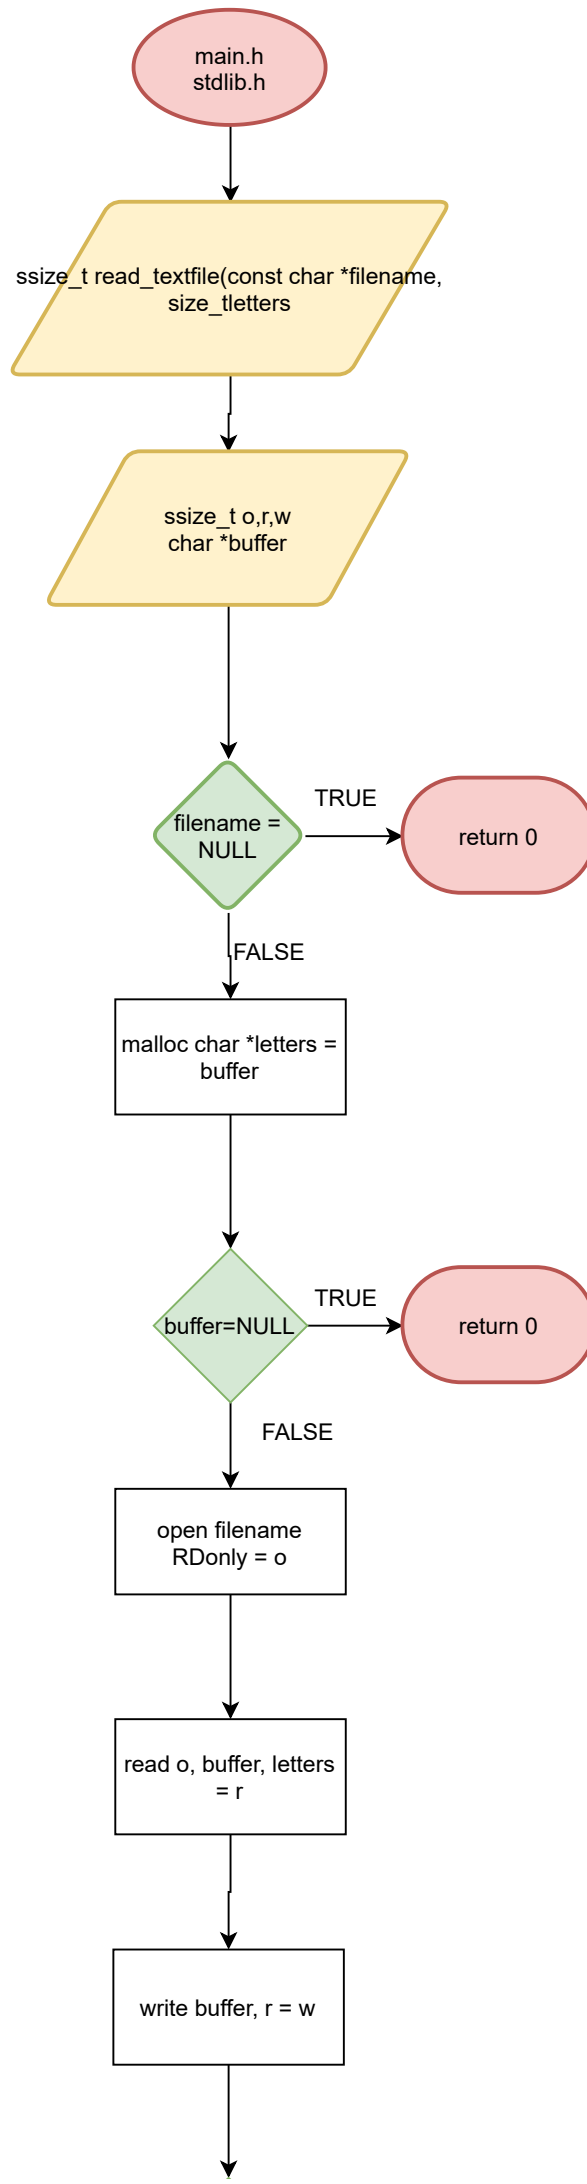 main.h
stdlib.h
ssize_t read_textfile(const char *filename,
size_tletters
ssize_t o,r,w
char *buffer
filename =
NULL
TRUE
return 0
FALSE
malloc char *letters =
buffer
buffer=NULL
TRUE
return 0
FALSE
open filename
RDonly = o
read o, buffer, letters
= r
write buffer, r = w